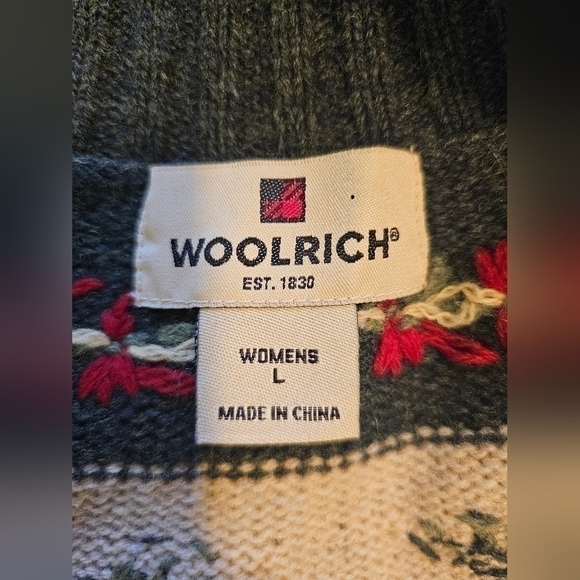 WOOLRICH®
EST. 1830
WOMENS
L
MADE IN CHINA